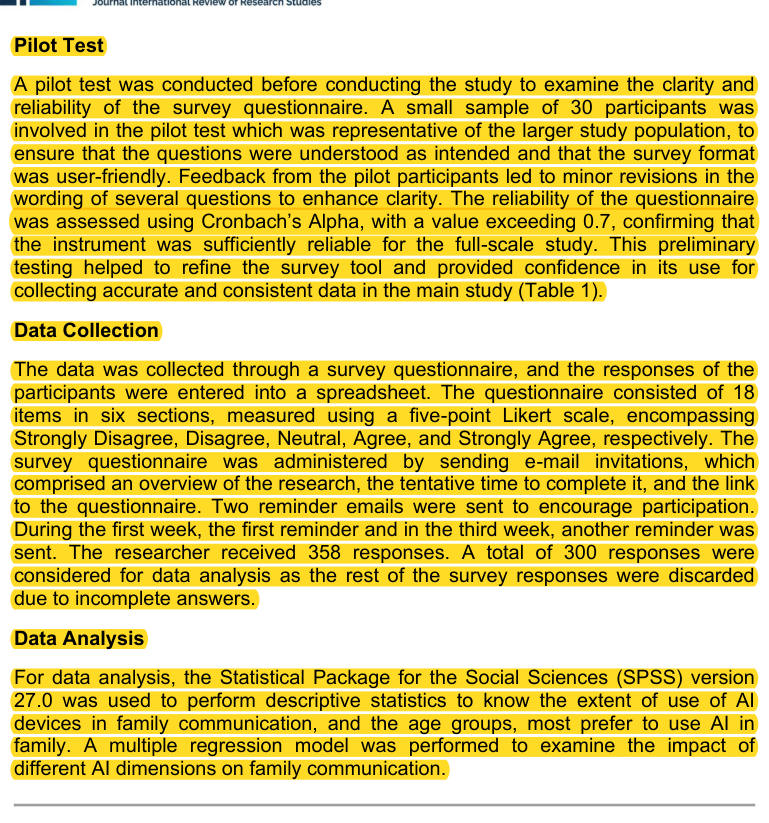 Journal International Review of Research Studies
Pilot Test
A pilot test was conducted before conducting the study to examine the clarity and
reliability of the survey questionnaire. A small sample of 30 participants was
involved in the pilot test which was representative of the larger study population, to
ensure that the questions were understood as intended and that the survey format
was user-friendly. Feedback from the pilot participants led to minor revisions in the
wording of several questions to enhance clarity. The reliability of the questionnaire
was assessed using Cronbach’s Alpha, with a value exceeding 0.7, confirming that
the instrument was sufficiently reliable for the full-scale study. This preliminary
testing helped to refine the survey tool and provided confidence in its use for
collecting accurate and consistent data in the main study (Table 1).
Data Collection
The data was collected through a survey questionnaire, and the responses of the
participants were entered into a spreadsheet. The questionnaire consisted of 18
items in six sections, measured using a five-point Likert scale, encompassing
Strongly Disagree, Disagree, Neutral, Agree, and Strongly Agree, respectively. The
survey questionnaire was administered by sending e-mail invitations, which
comprised an overview of the research, the tentative time to complete it, and the link
to the questionnaire. Two reminder emails were sent to encourage participation.
During the first week, the first reminder and in the third week, another reminder was
sent. The researcher received 358 responses. A total of 300 responses were
considered for data analysis as the rest of the survey responses were discarded
due to incomplete answers.
Data Analysis
For data analysis, the Statistical Package for the Social Sciences (SPSS) version
27.0 was used to perform descriptive statistics to know the extent of use of AI
devices in family communication, and the age groups, most prefer to use AI in
family. A multiple regression model was performed to examine the impact of
different AI dimensions on family communication.